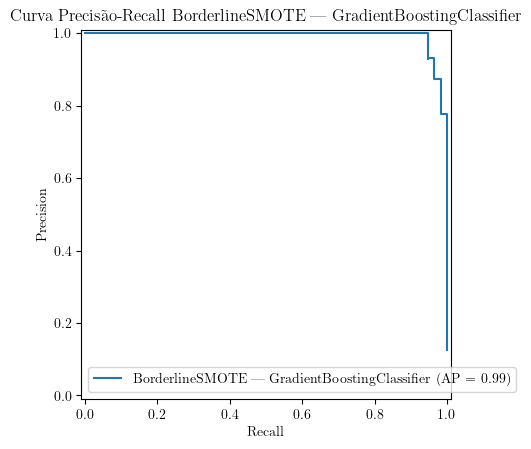 Curva Precisão-Recall BorderlineSMOTE — GradientBoostingClassifier
1.0
0.8
0.6
0.4
0.2
0.0
Precision
BorderlineSMOTE — GradientBoostingClassifier (AP = 0.99)
0.0 0.2 0.4 0.6 0.8 1.0
Recall